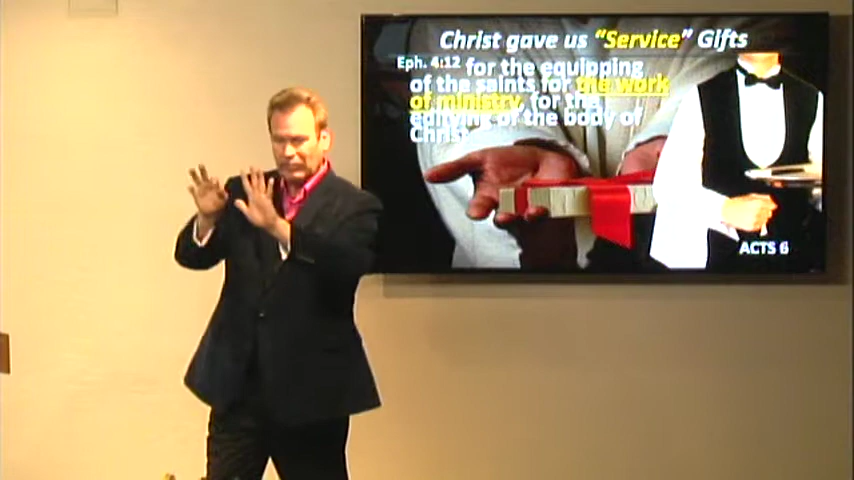 Christ gave us “Service” Gifts
Eph. 4:12 for the equipping
of the saints for the work
of ministry, for the
edifying of the body of
Christ
ACTS 6